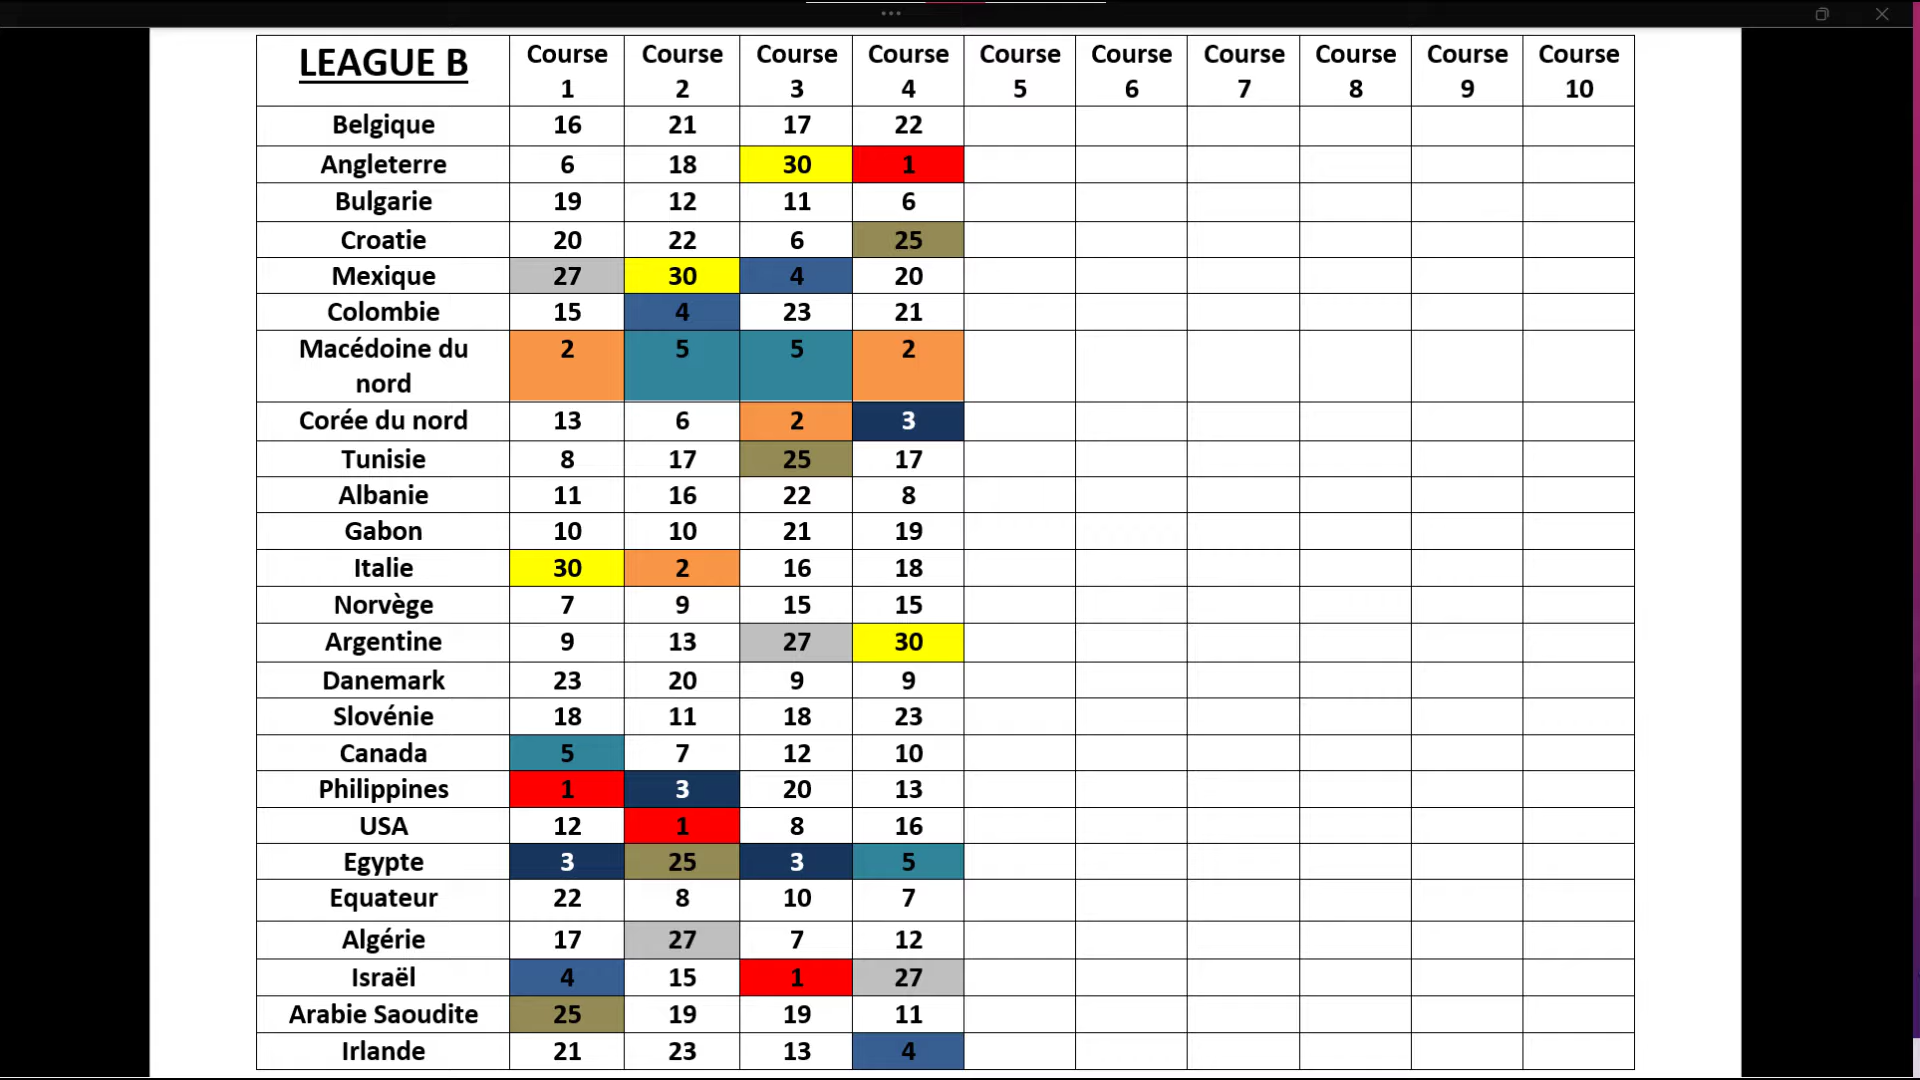 LEAGUE B Course 1 Course 2 Course 3 Course 4 Course 5 Course 6 Course 7 Course 8 Course 9 Course 10
Belgique 16 21 17 22
Angleterre 6 18 30 1
Bulgarie 19 12 11 6
Croatie 20 22 6 25
Mexique 27 30 4 20
Colombie 15 4 23 21
Macédoine du nord 2 5 5 2
Corée du nord 13 6 2 3
Tunisie 8 17 25 17
Albanie 11 16 22 8
Gabon 10 10 21 19
Italie 30 2 16 18
Norvège 7 9 15 15
Argentine 9 13 27 30
Danemark 23 20 9 9
Slovénie 18 11 18 23
Canada 5 7 12 10
Philippines 1 3 20 13
USA 12 1 8 16
Egypte 3 25 3 5
Equateur 22 8 10 7
Algérie 17 27 7 12
Israël 4 15 1 27
Arabie Saoudite 25 19 19 11
Irlande 21 23 13 4